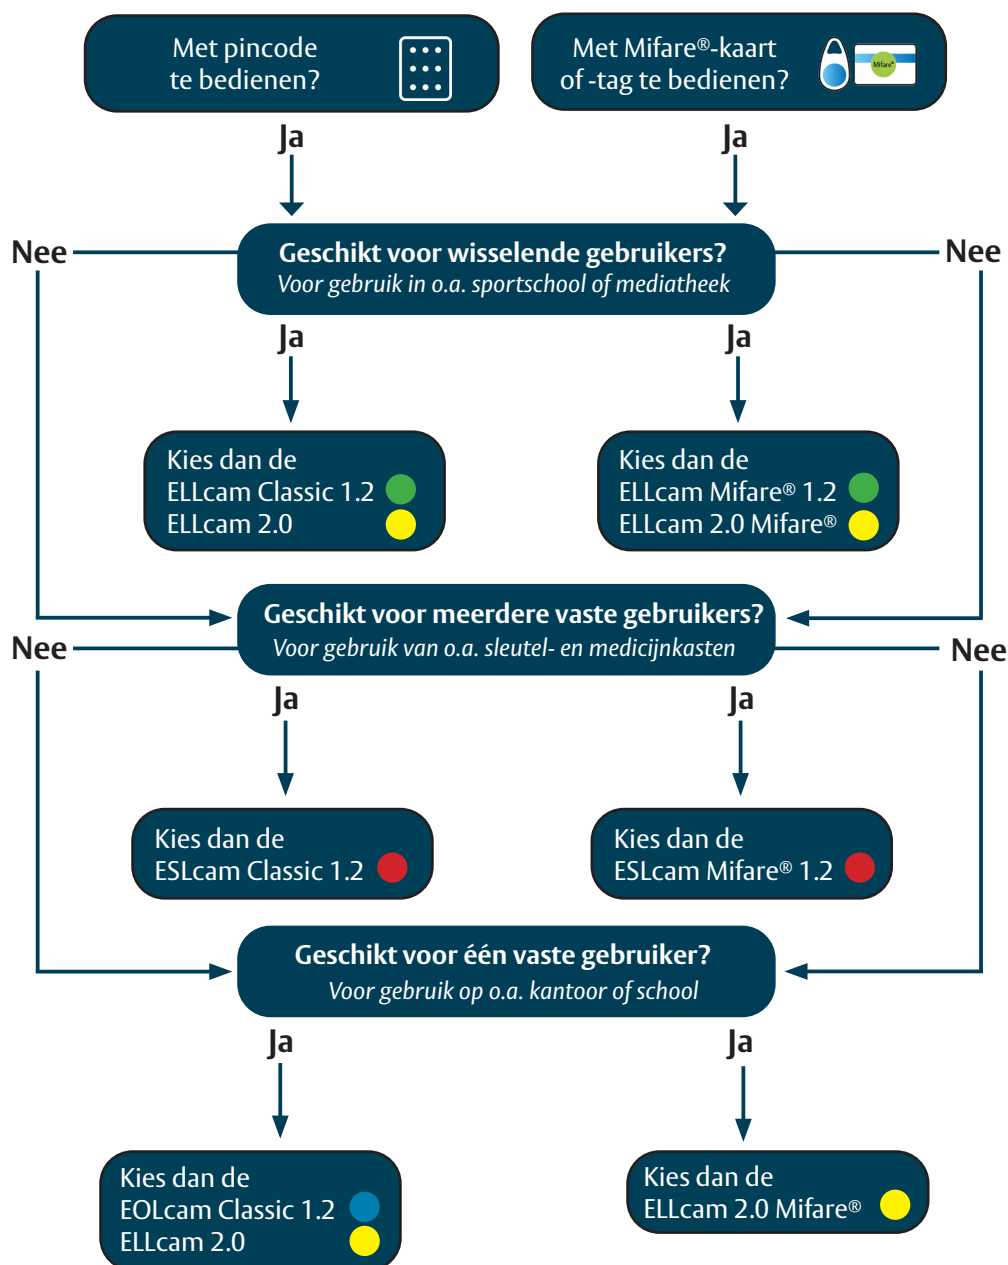 Met pincode
te bedienen?
Met Mifare®-kaart
of -tag te bedienen?
Mifare®
Ja
Ja
Nee
Geschikt voor wisselende gebruikers?
Nee
Voor gebruik in o.a. sportschool of mediatheek
Ja
Ja
Kies dan de
ELLcam Classic 1.2
ELLcam 2.0
Kies dan de
ELLcam Mifare® 1.2
ELLcam 2.0 Mifare®
Geschikt voor meerdere vaste gebruikers?
Nee
Voor gebruik van o.a. sleutel- en medicijnkasten
Nee
Ja
Ja
Kies dan de
ESLcam Classic 1.2
Kies dan de
ESLcam Mifare® 1.2
Geschikt voor één vaste gebruiker?
Voor gebruik op o.a. kantoor of school
Ja
Ja
Kies dan de
EOLcam Classic 1.2
ELLcam 2.0
Kies dan de
ELLcam 2.0 Mifare®